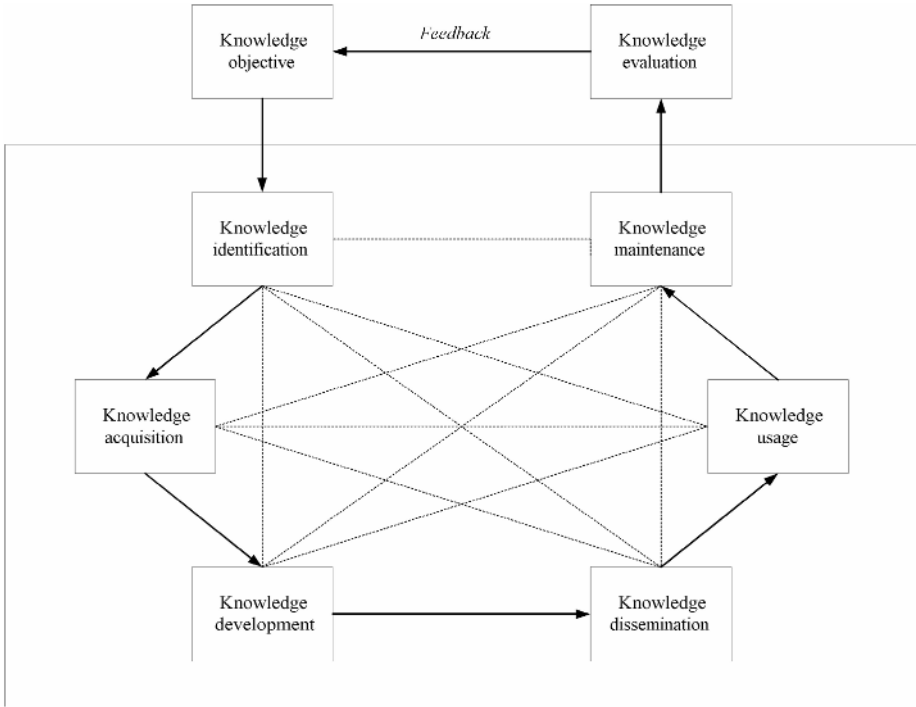 Knowledge
objective
Feedback
Knowledge
evaluation
Knowledge
identification
Knowledge
maintenance
Knowledge
acquisition
Knowledge
usage
Knowledge
development
Knowledge
dissemination